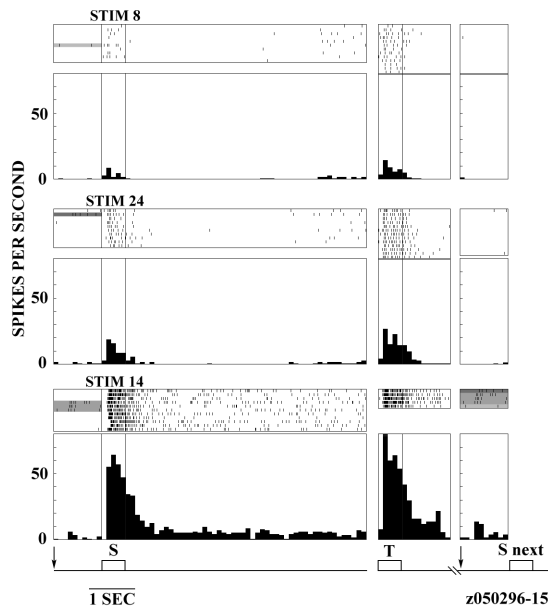 STIM 8
50
0
STIM 24
SPIKES PER SECOND
50
0
STIM 14
50
0
S
T
S next
1 SEC
z050296-15